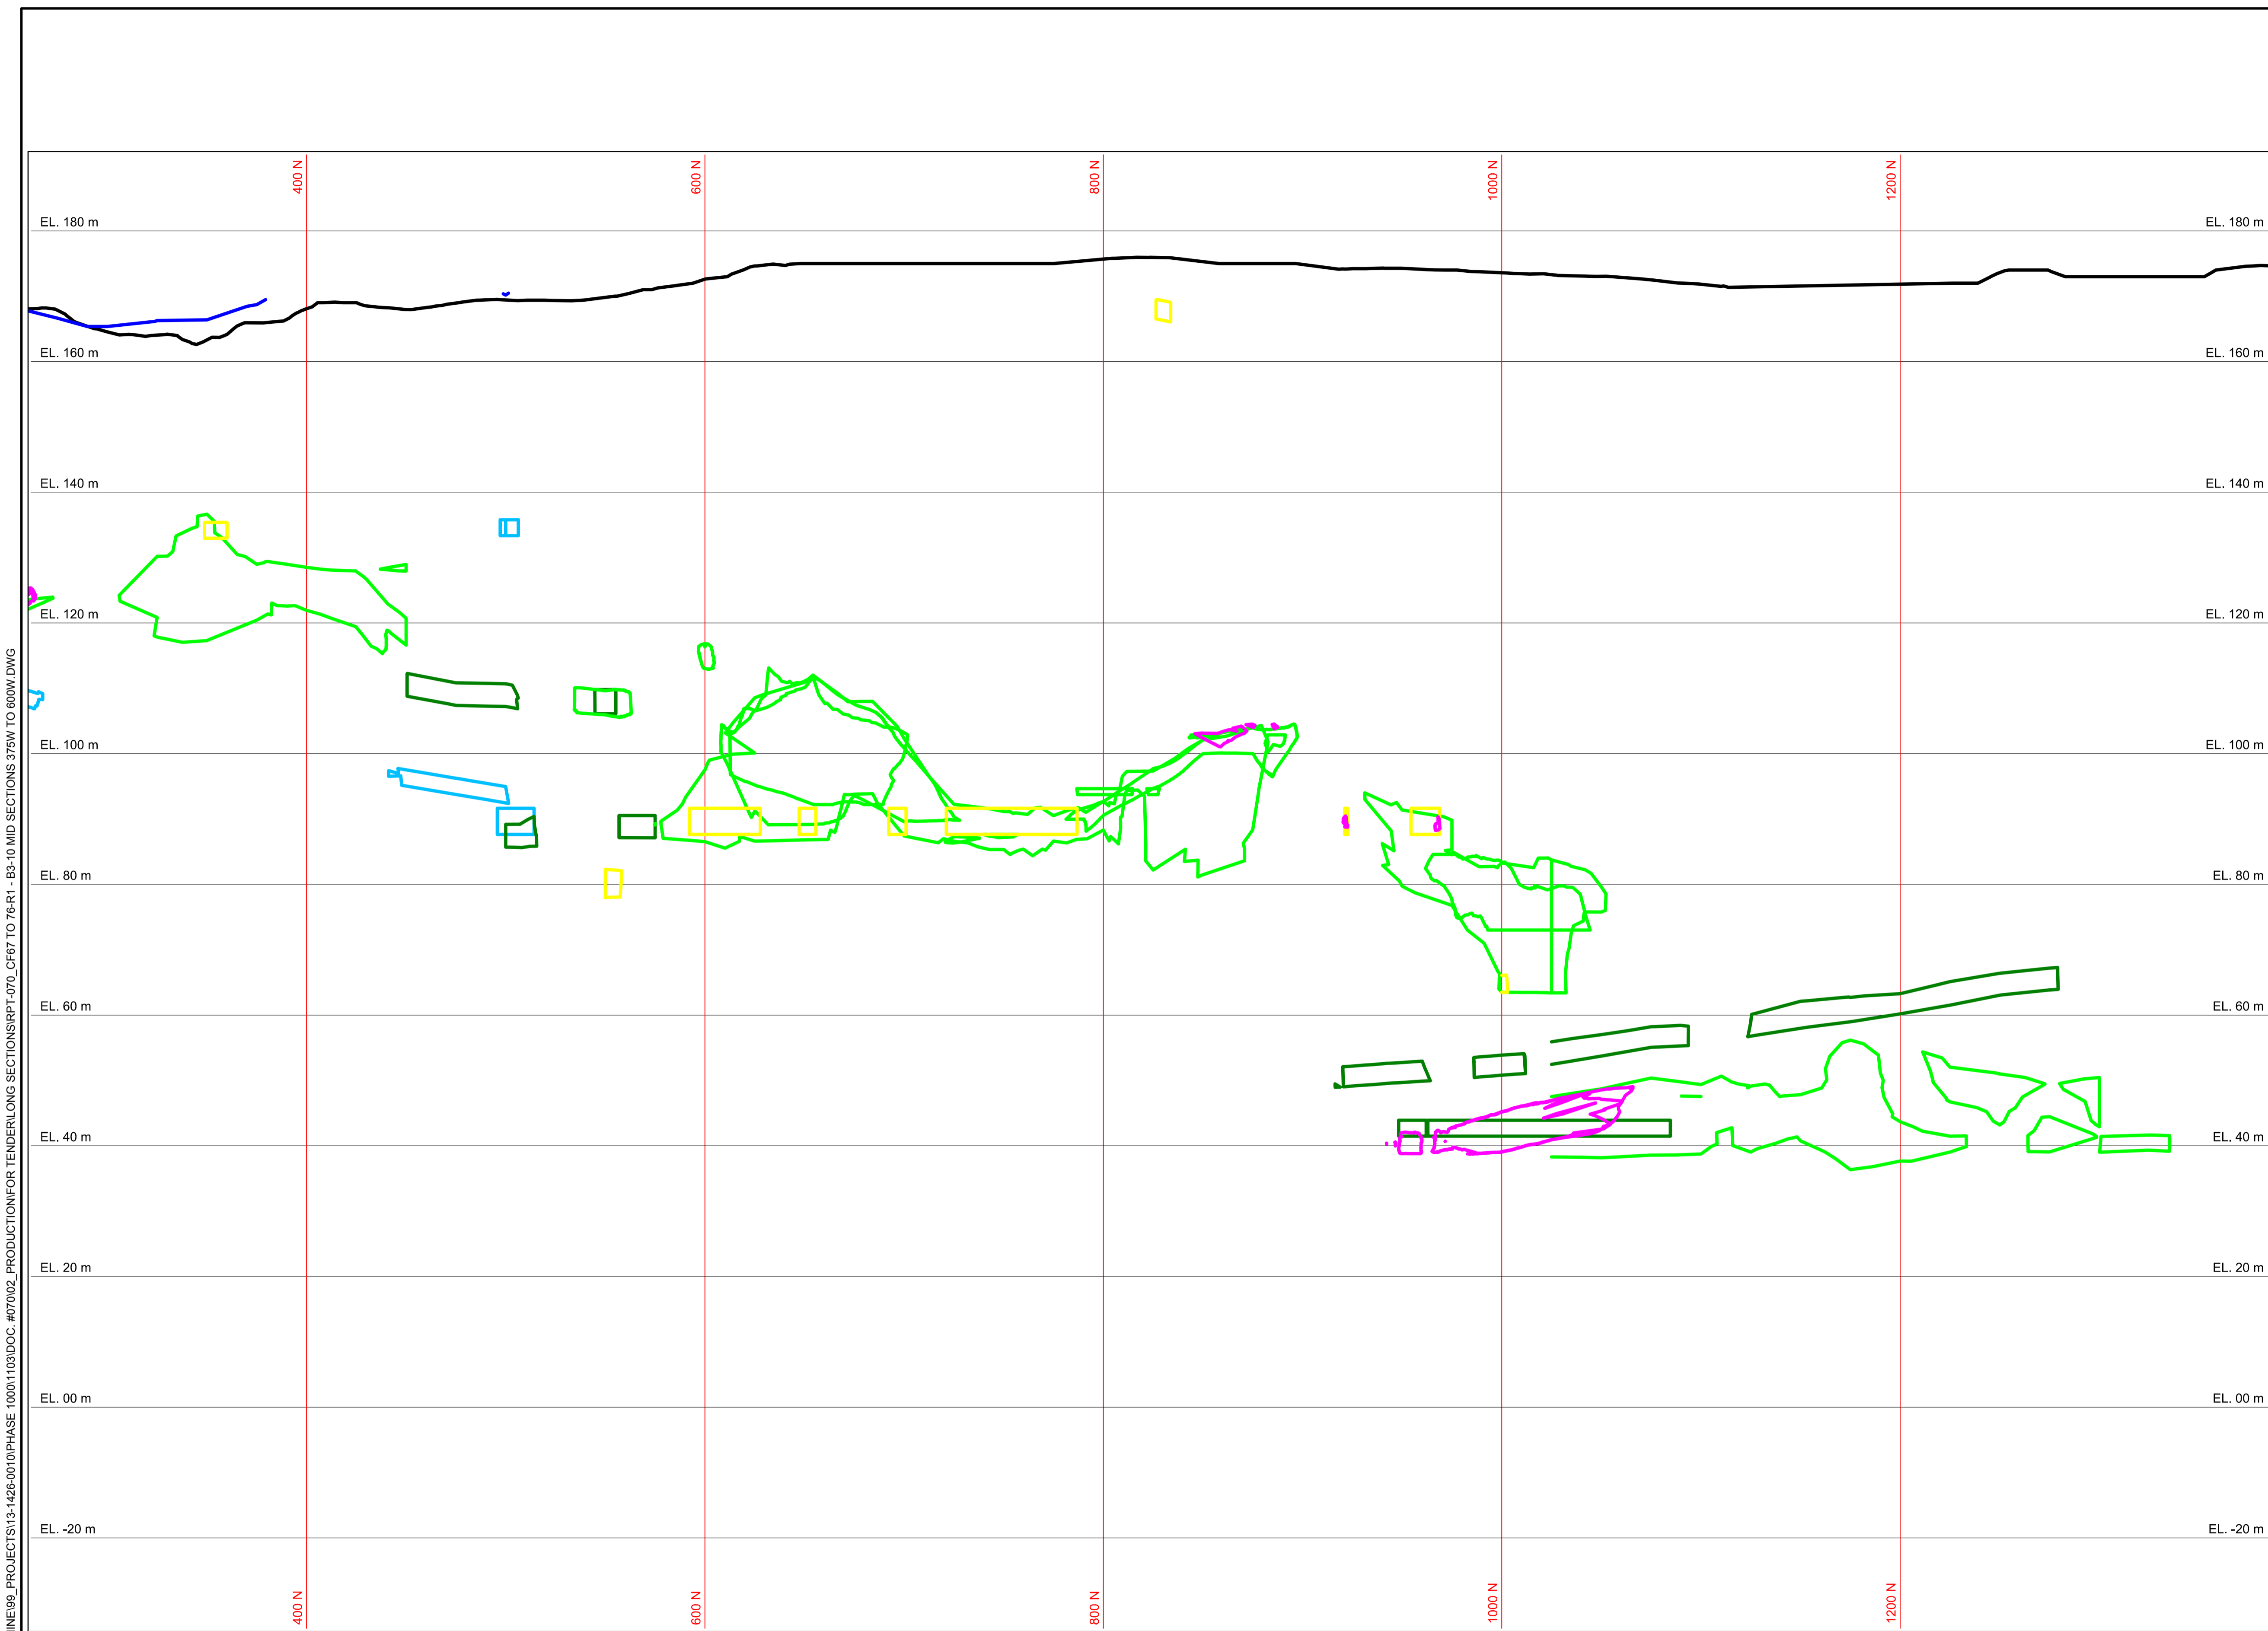 400 N
600 N
800 N
1000 N
1200 N
EL. 180 m
EL. 180 m
EL. 160 m
EL. 160 m
EL. 140 m
EL. 140 m
EL. 120 m
EL. 120 m
EL. 100 m
EL. 100 m
EL. 80 m
EL. 80 m
EL. 60 m
EL. 60 m
EL. 40 m
EL. 40 m
EL. 20 m
EL. 20 m
EL. 00 m
EL. 00 m
EL. -20 m
EL. -20 m
400 N
600 N
800 N
1000 N
1200 N
INE\99_PROJECTS\13-1426-0010\PHASE 1000\1103\DOC. #070\02_PRODUCTION\FOR TENDER\LONG SECTIONS\RPT-070_CF67 TO 76-R1 - B3-10 MID SECTIONS 375W TO 600W.DWG